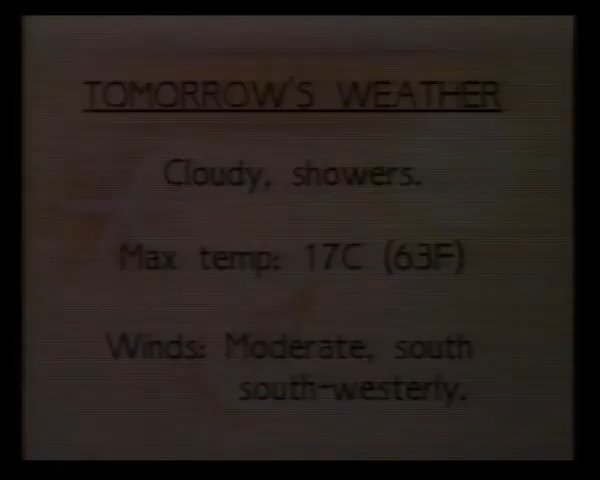 TOMORROW'S WEATHER
Cloudy, showers.
Max temp: 17C (63F)
Winds: Moderate, south
south-westerly.